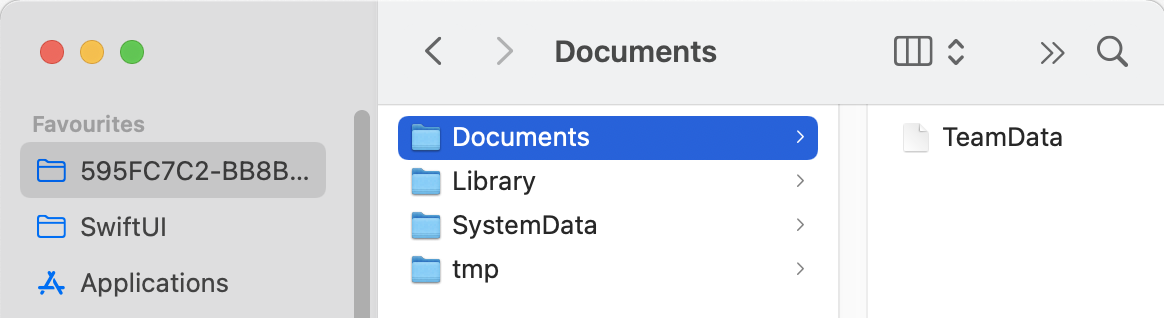 Documents
Favourites
595FC7C2-BB8B...
SwiftUI
Applications
Documents
Library
SystemData
tmp
TeamData